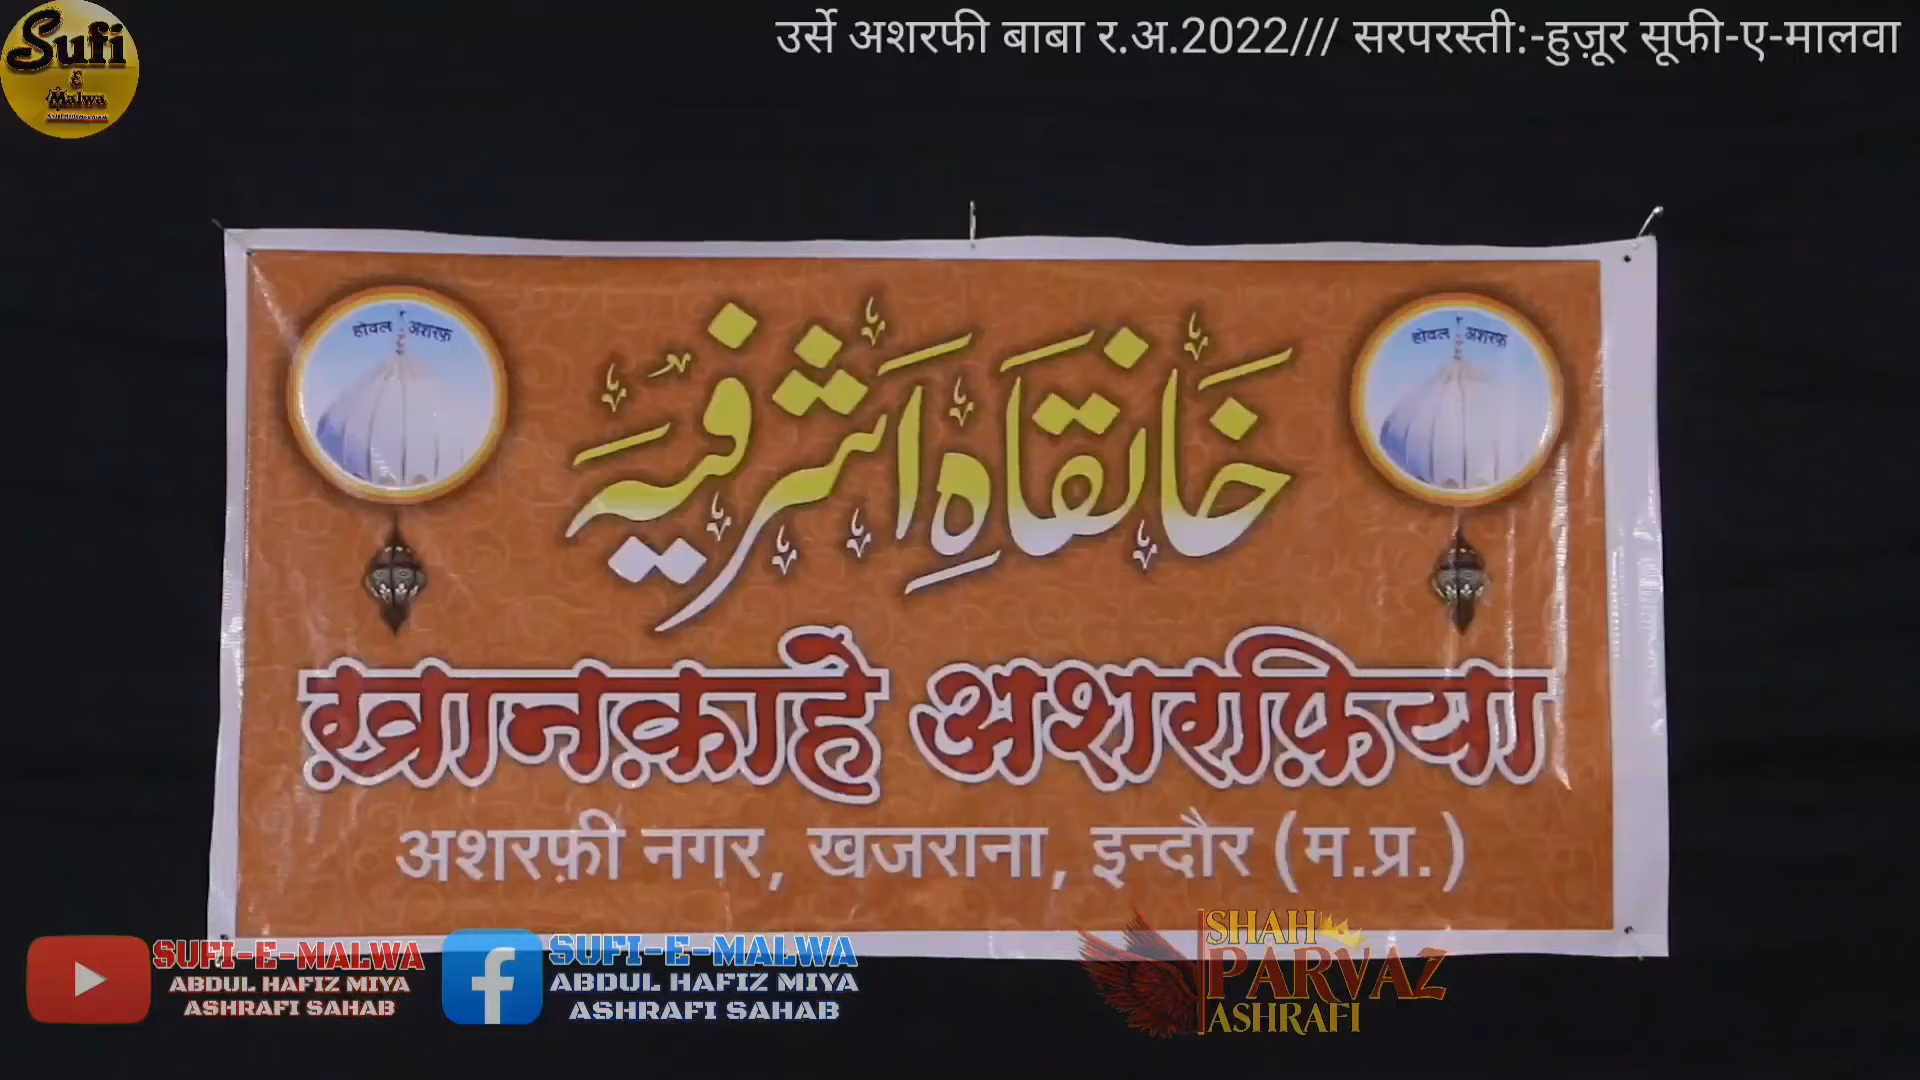 Sufi
E
Malwa
उर्से अशरफी बाबा र.अ.2022/// सरपरस्ती:-हुज़ूर सूफी-ए-मालवा
होवल अशरफ़
خانقاہِ اشرفیہ
होवल अशरफ़
ख़ानक़ाहे अशराफ़िया
अशरफ़ी नगर, खजराना, इन्दौर (म.प्र.)
SUFI-E-MALWA
ABDUL HAFIZ MIYA
ASHRAFI SAHAB
SUFI-E-MALWA
ABDUL HAFIZ MIYA
ASHRAFI SAHAB
SHAH
PARVAZ
ASHRAFI